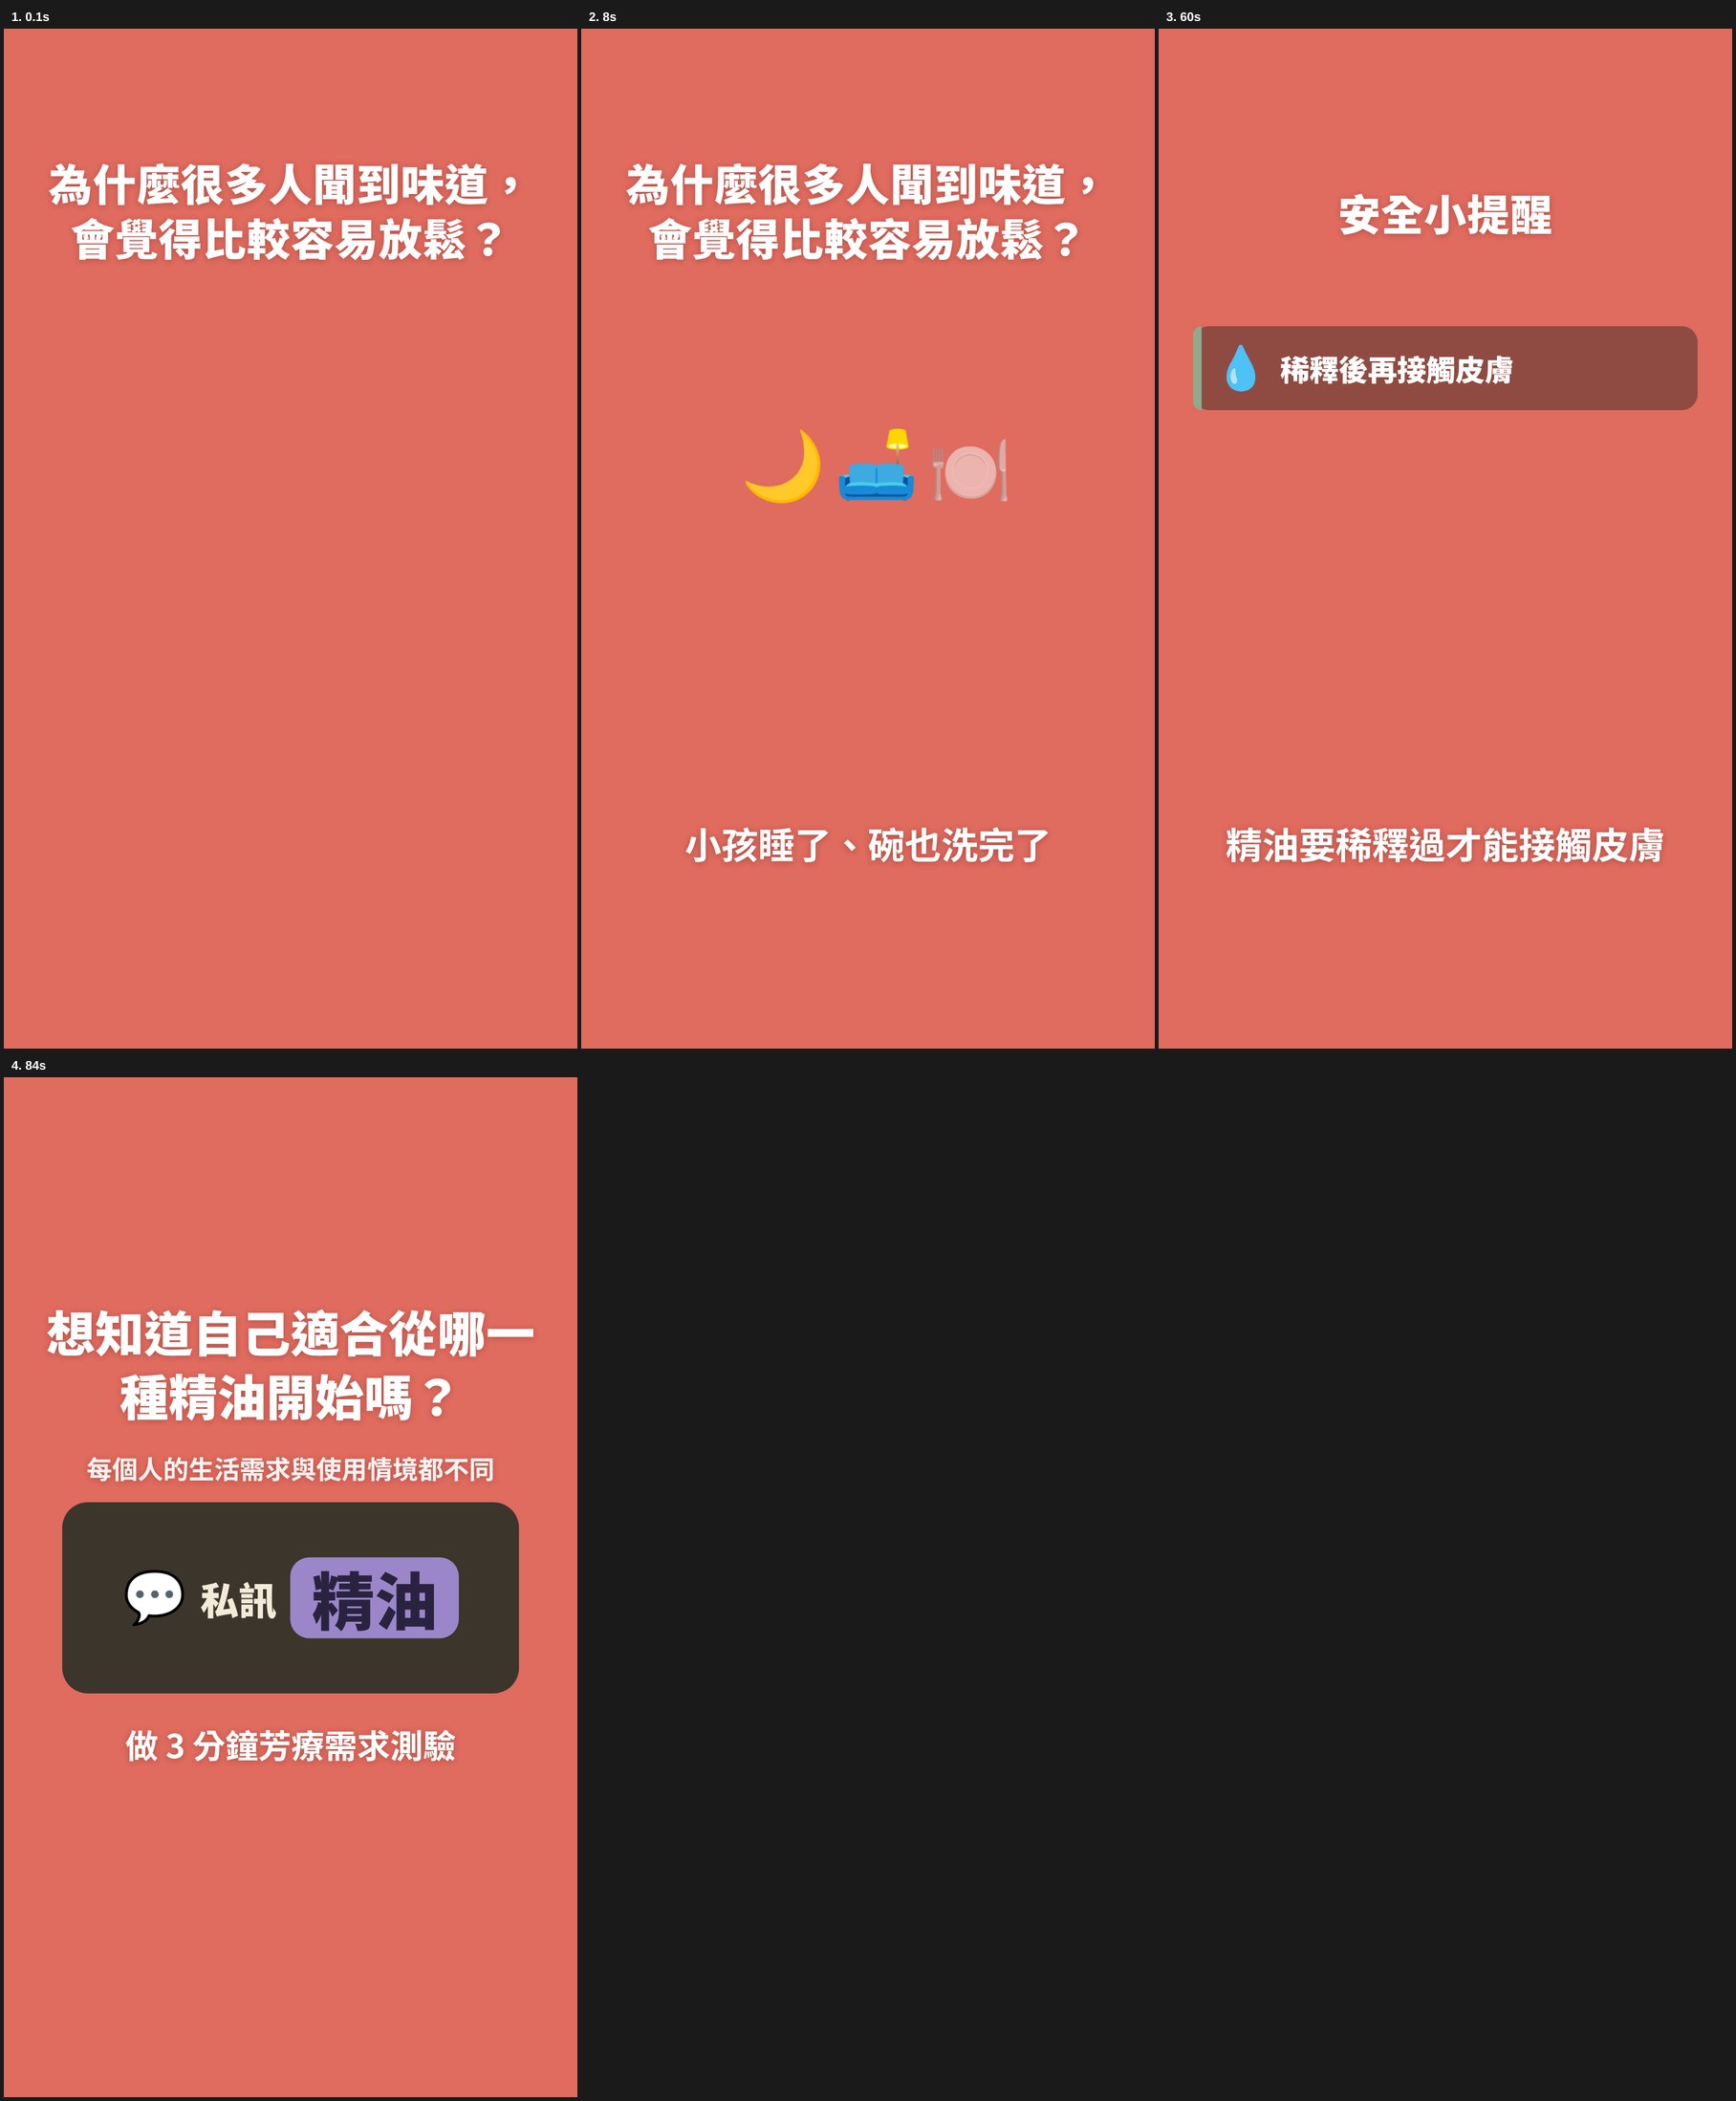 1. 0.1s
為什麼很多人聞到味道，
會覺得比較容易放鬆？
2. 8s
為什麼很多人聞到味道，
會覺得比較容易放鬆？
小孩睡了、碗也洗完了
3. 60s
安全小提醒
稀釋後再接觸皮膚
精油要稀釋過才能接觸皮膚
4. 84s
想知道自己適合從哪一
種精油開始嗎？
每個人的生活需求與使用情境都不同
私訊 精油
做 3 分鐘芳療需求測驗